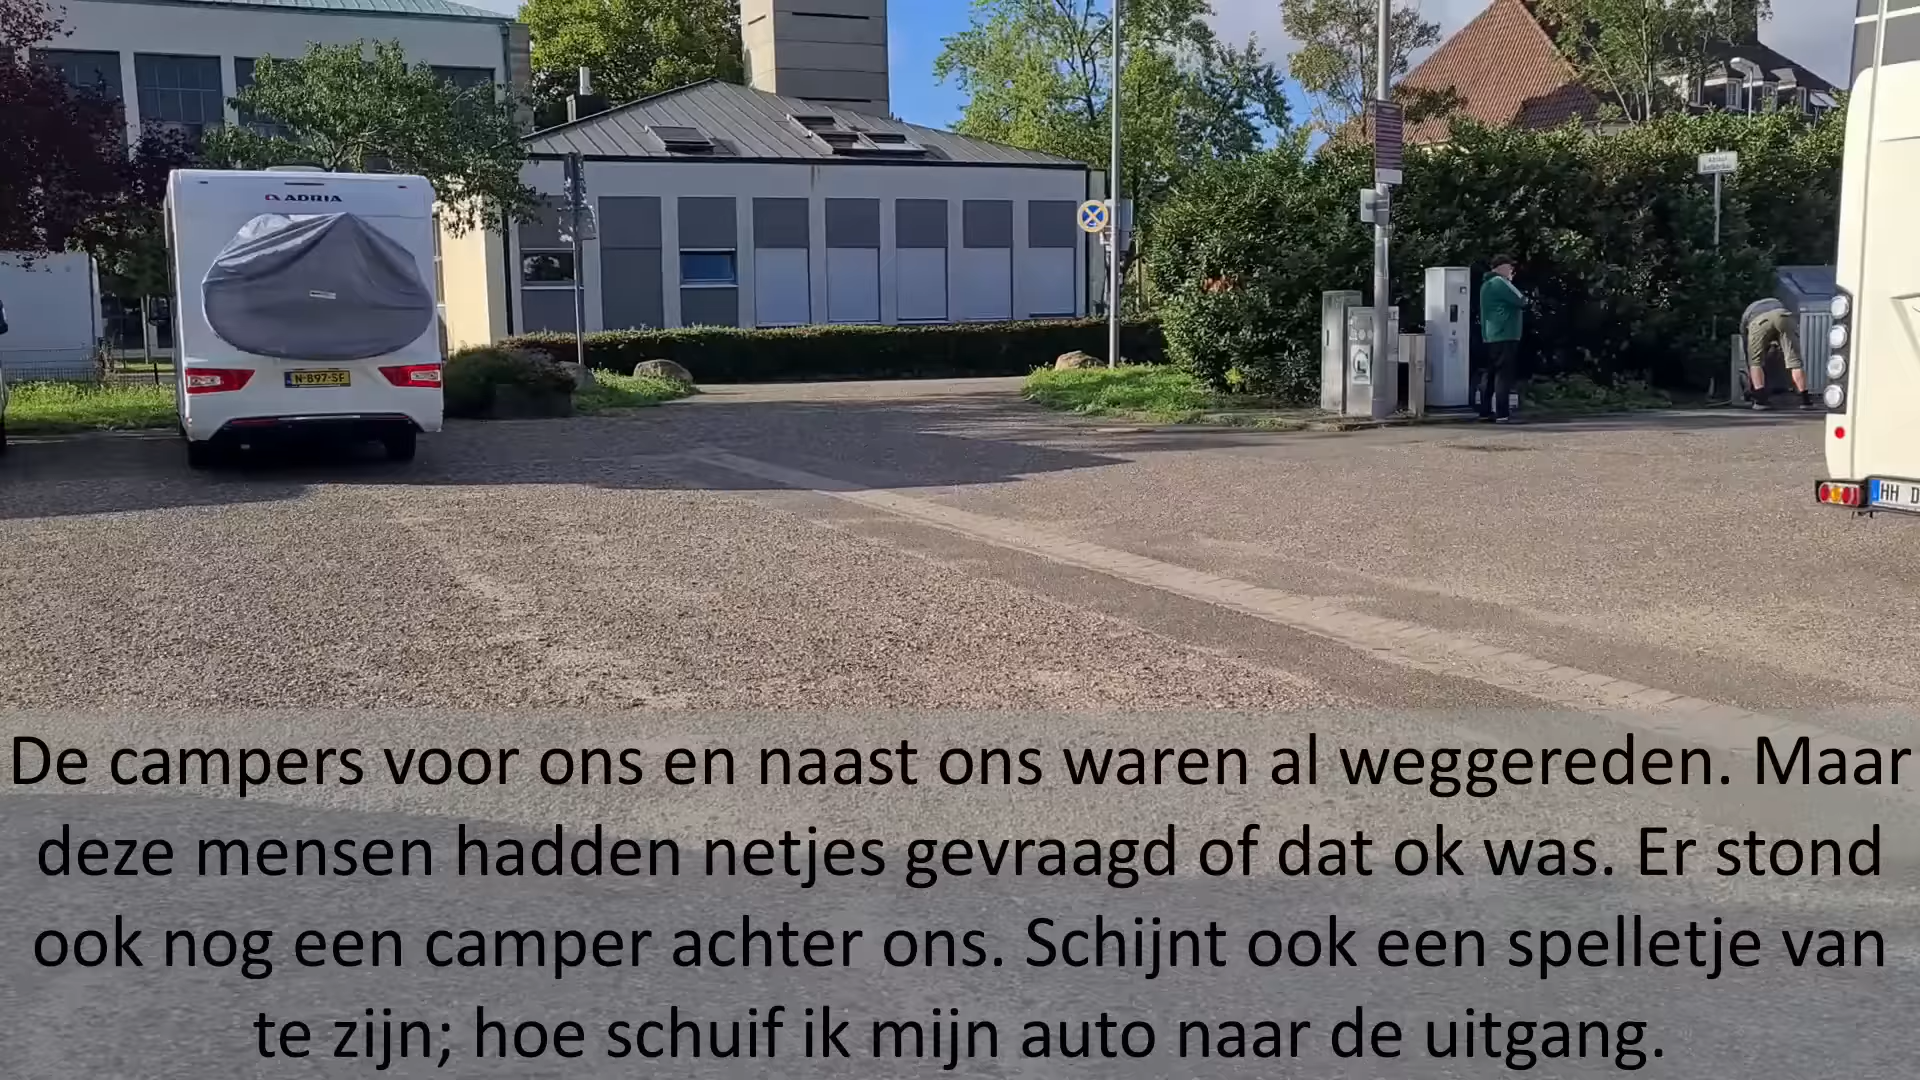 ADRIA
N-897-SF
HH D
De campers voor ons en naast ons waren al weggereden. Maar
deze mensen hadden netjes gevraagd of dat ok was. Er stond
ook nog een camper achter ons. Schijnt ook een spelletje van
te zijn; hoe schuif ik mijn auto naar de uitgang.